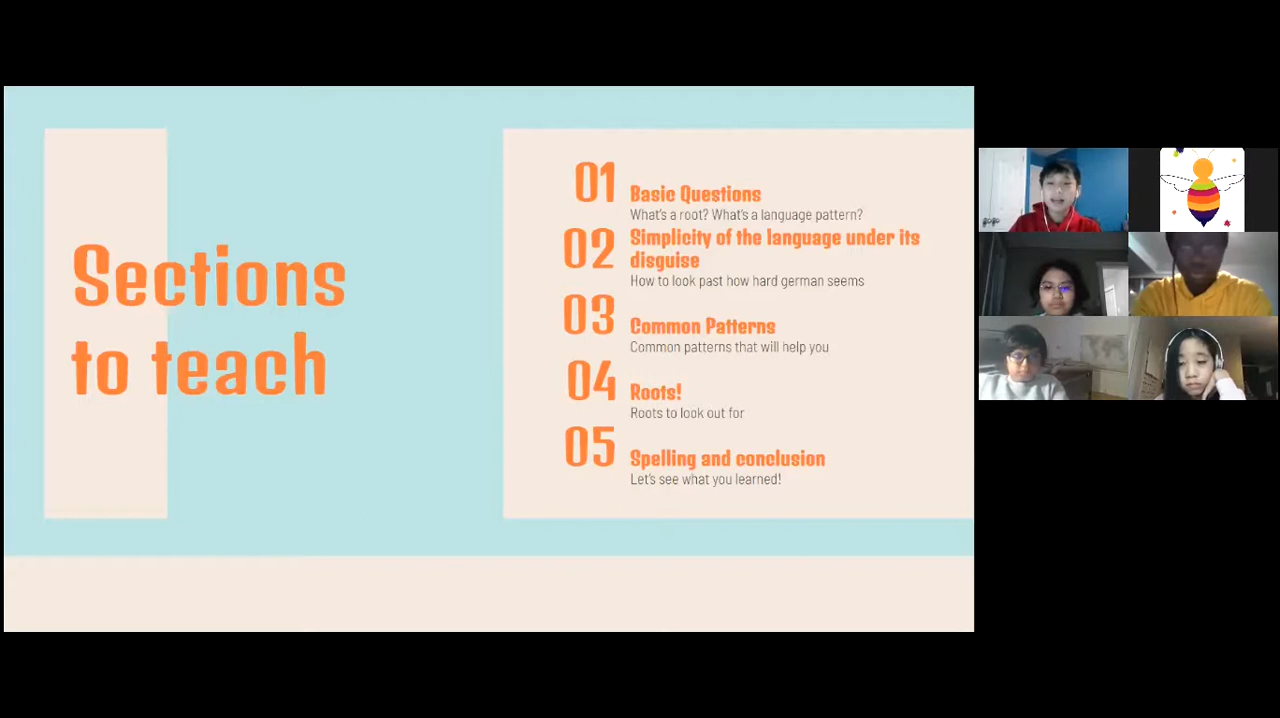 Sections
to teach
01
Basic Questions
What's a root? What's a language pattern?
02
Simplicity of the language under its
disguise
How to look past how hard german seems
03
Common Patterns
Common patterns that will help you
04
Roots!
Roots to look out for
05
Spelling and conclusion
Let's see what you learned!